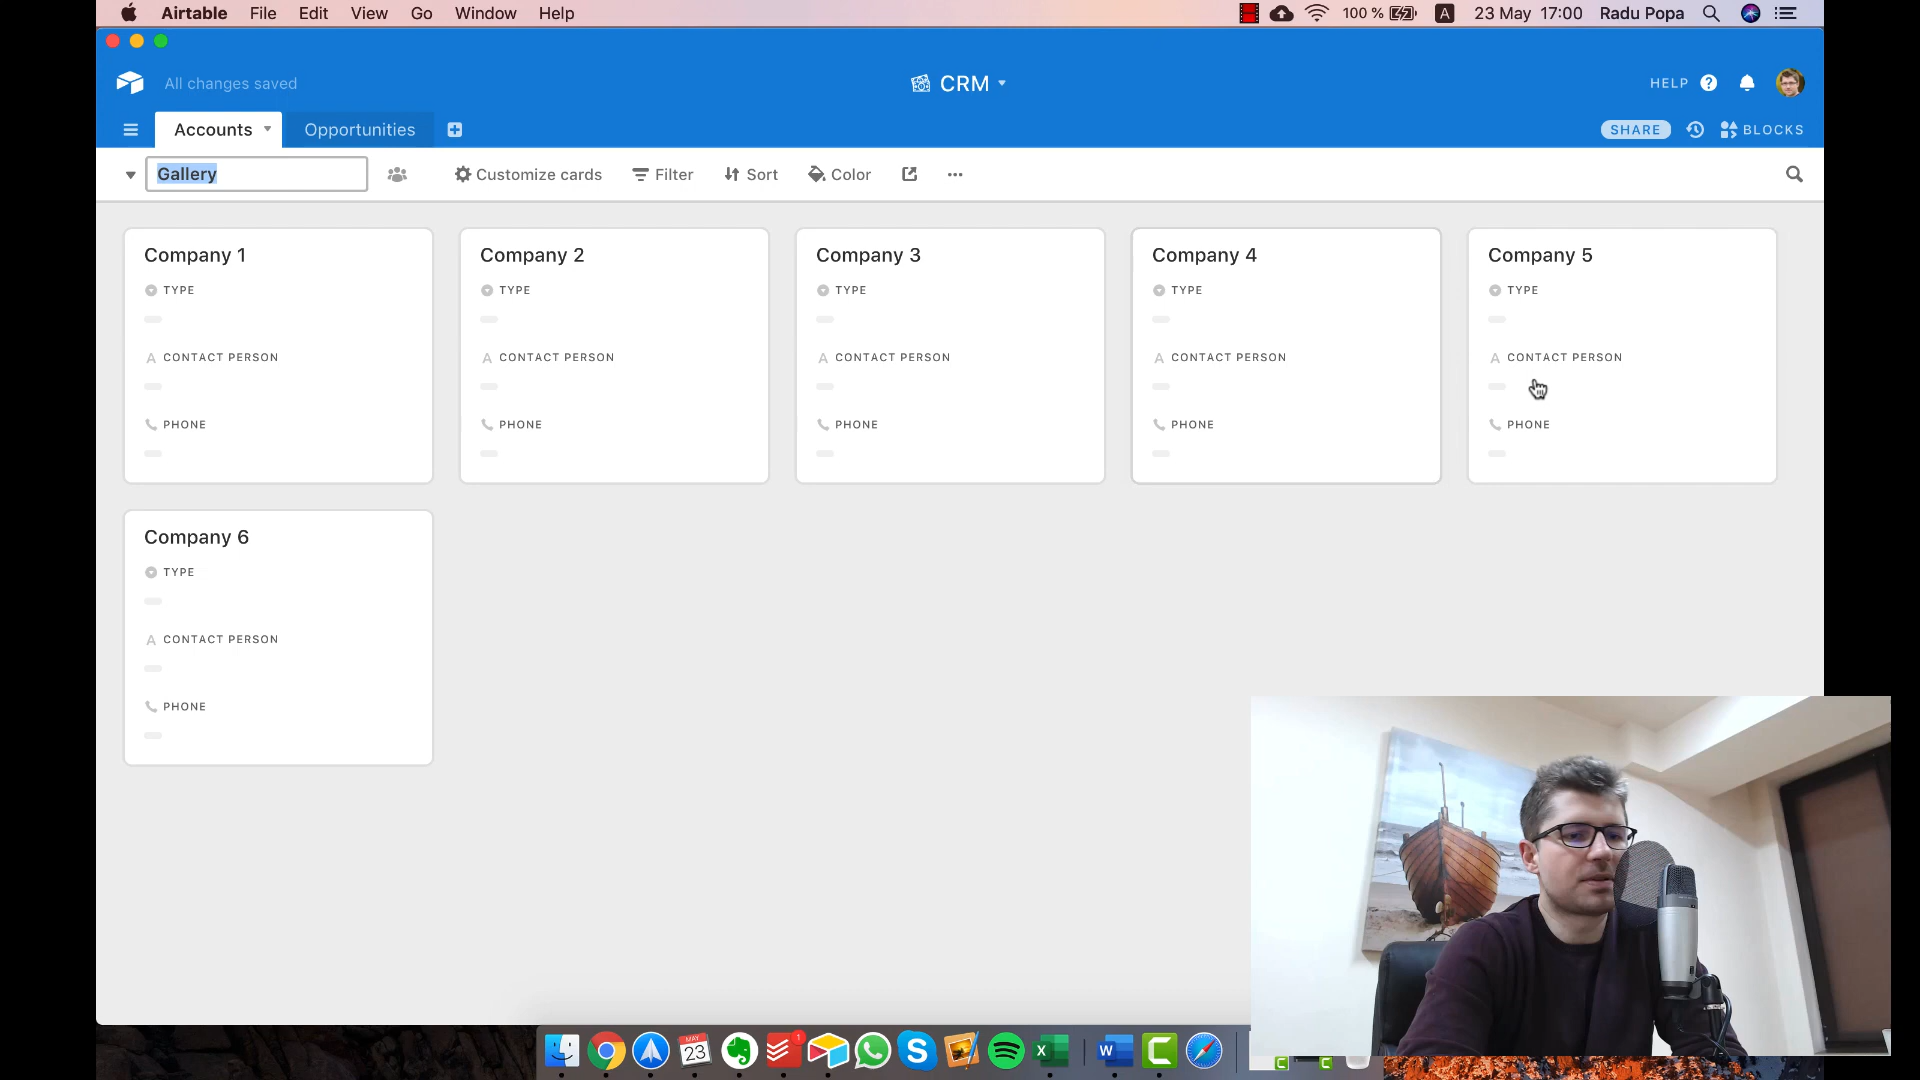 Airtable File Edit View Go Window Help
100 % A 23 May 17:00 Radu Popa
All changes saved
CRM
HELP ?
Accounts Opportunities
SHARE BLOCKS
Gallery
Customize cards Filter Sort Color
Company 1
TYPE
A CONTACT PERSON
PHONE
Company 2
TYPE
A CONTACT PERSON
PHONE
Company 3
TYPE
A CONTACT PERSON
PHONE
Company 4
TYPE
A CONTACT PERSON
PHONE
Company 5
TYPE
A CONTACT PERSON
PHONE
Company 6
TYPE
A CONTACT PERSON
PHONE
MAY
23
1
S
X
W
C
C
C